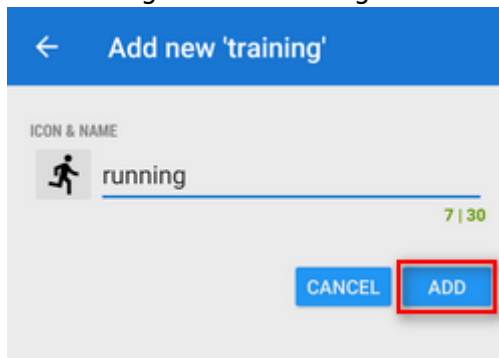 Add new 'training'
ICON & NAME
running
7 | 30
CANCEL ADD